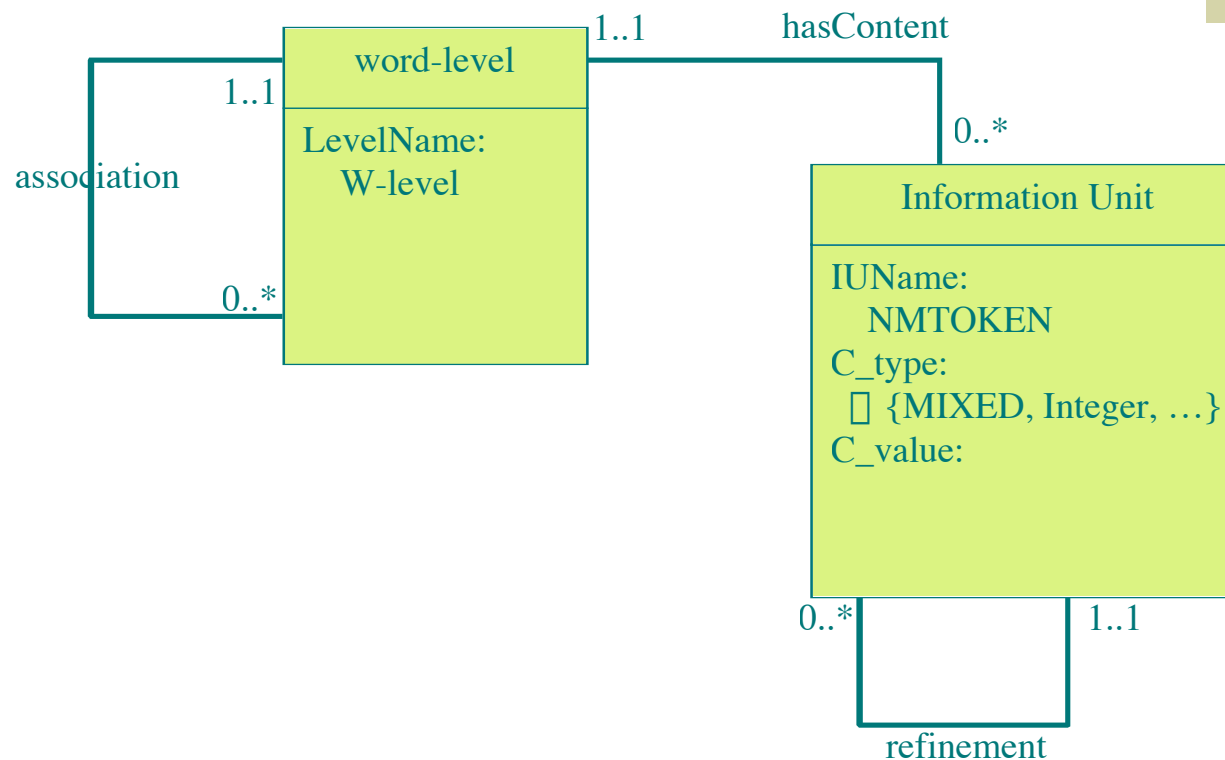 1..1
hasContent
word-level
1..1
LevelName:
W-level
association
0..*
0..*
Information Unit
IUName:
NMTOKEN
C_type:
{MIXED, Integer, …}
C_value:
0..*
1..1
refinement